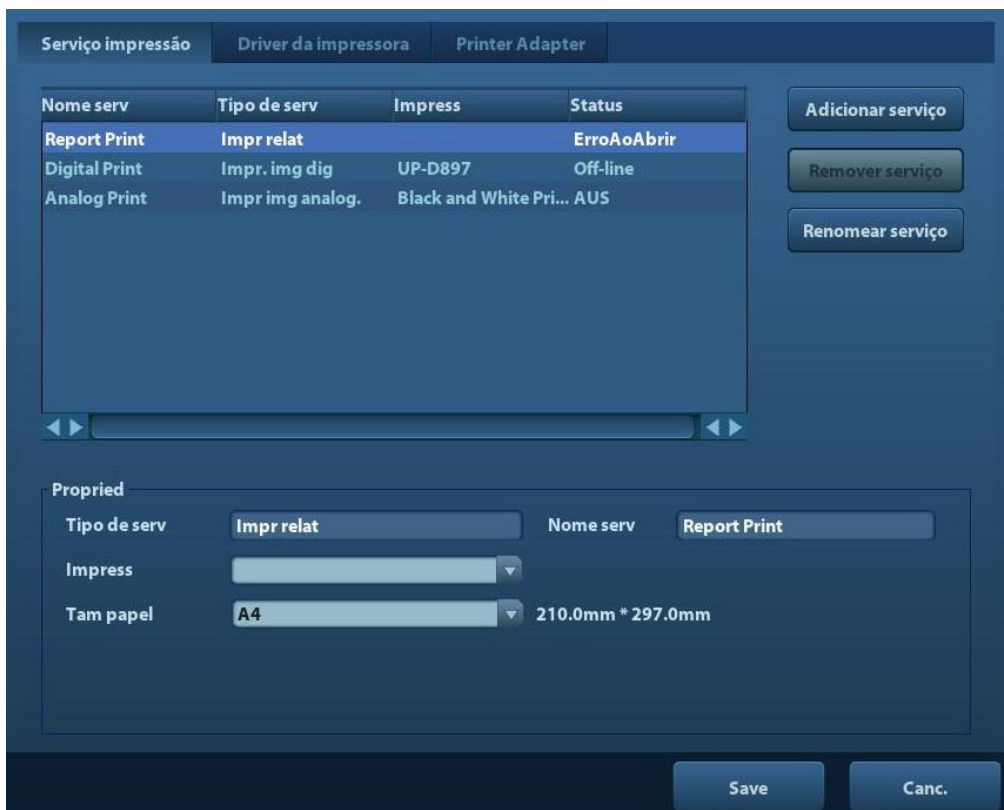 Serviço impressão Driver da impressora Printer Adapter
Nome serv Tipo de serv Impress Status
Adicionar serviço
Report Print Impr relat ErroAoAbrir
Digital Print Impr. img dig UP-D897 Off-line
Remover serviço
Analog Print Impr img analog. Black and White Pri... AUS
Renomear serviço
Propried
Tipo de serv Impr relat Nome serv Report Print
Impress
Tam papel A4 210.0mm * 297.0mm
Save Canc.